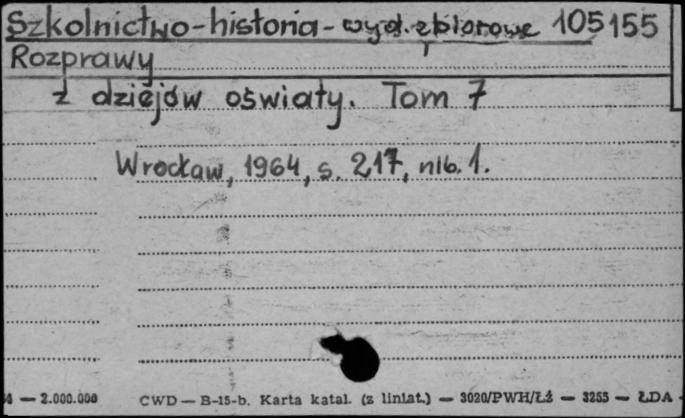 Szkolnictwo-historia-wyd. zbiorowe 105155
Rozprawy
z dziejów oświaty. Tom 7
Wrocław, 1964, s. 217, nlb. 1.
4 — 2.000.000 CWD — B-15-b. Karta katal. (z liniat.) — 3020/PWH/Łź — 3255 — ŁDA